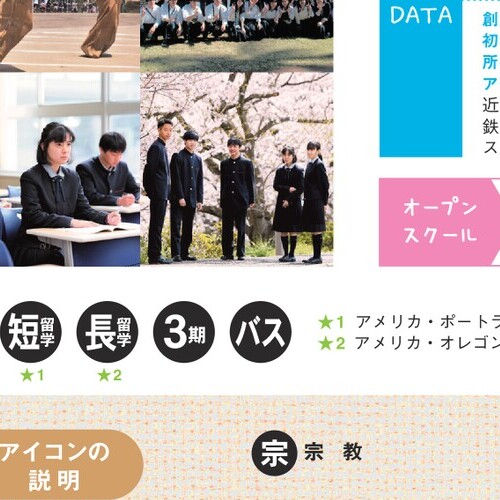 DATA
創
初
所
ア
近
鉄
ス
オープン
スクール
短留学
長留学
3期
バス
★1
★2
★1 アメリカ・ポートラ
★2 アメリカ・オレゴン
アイコンの
説明
宗 宗 教